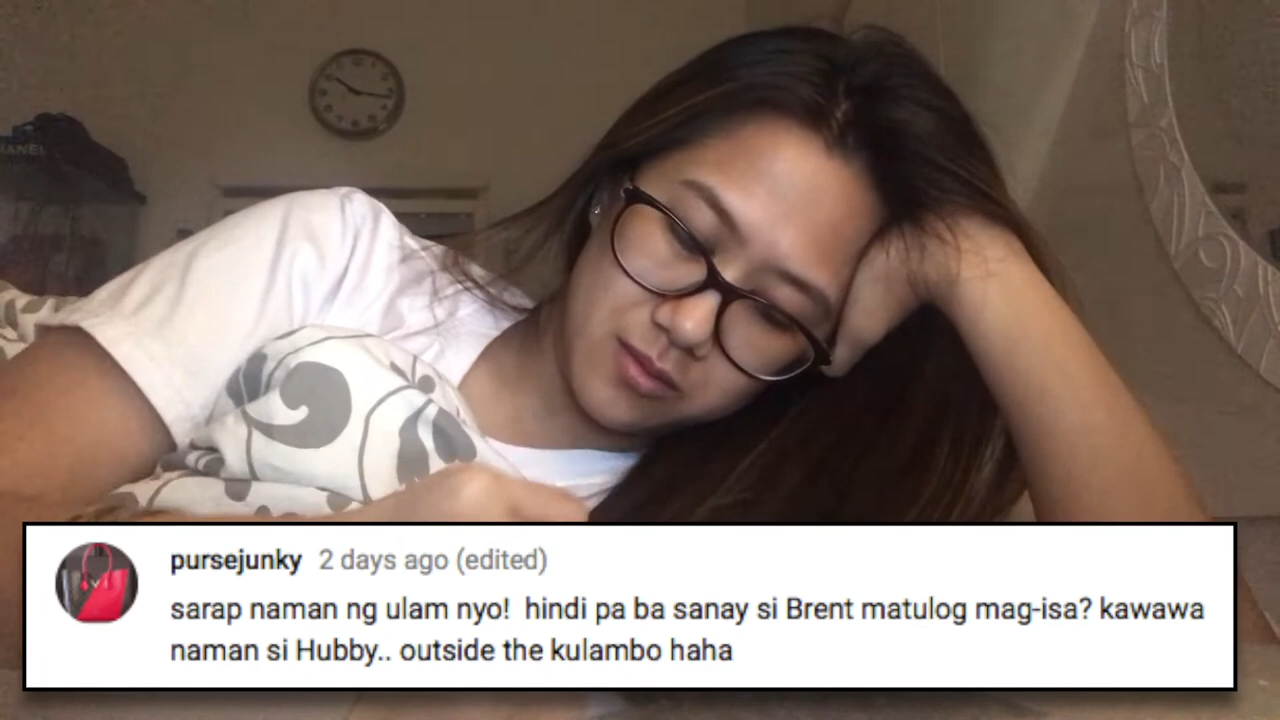 HANEL
pursejunky 2 days ago (edited)
sarap naman ng ulam nyo! hindi pa ba sanay si Brent matulog mag-isa? kawawa
naman si Hubby.. outside the kulambo haha